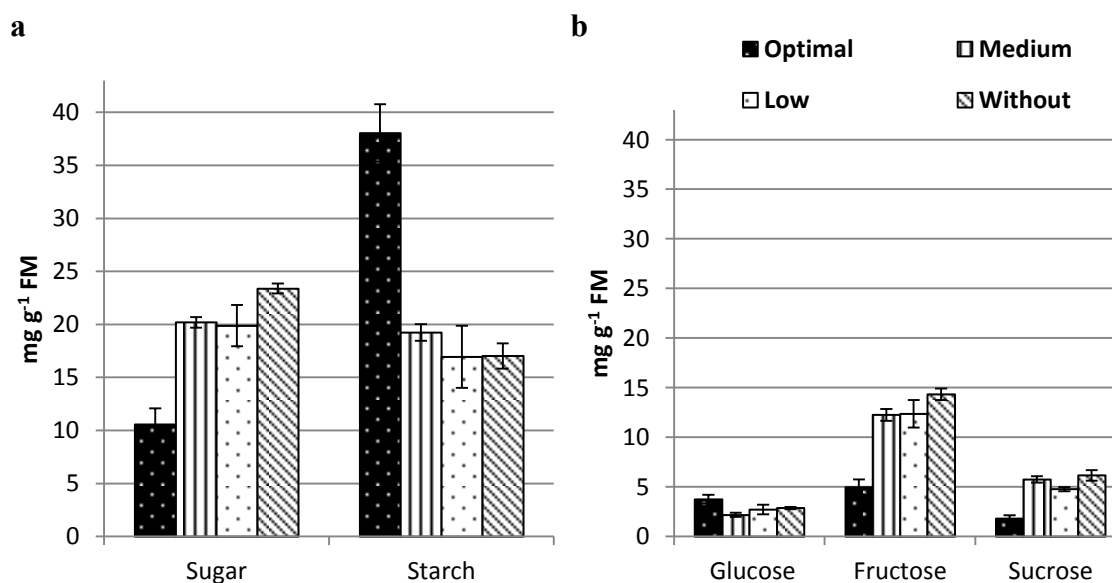 a
mg g⁻¹ FM
40
35
30
25
20
15
10
5
0
Sugar Starch
b
Optimal Medium
Low Without
mg g⁻¹ FM
40
35
30
25
20
15
10
5
0
Glucose Fructose Sucrose